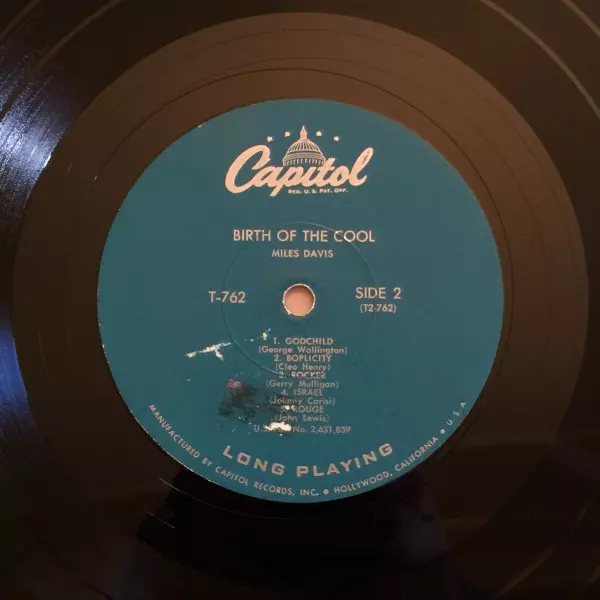 Capitol
REG. U. S. PAT. OFF.
BIRTH OF THE COOL
MILES DAVIS
T-762
SIDE 2
(T2-762)
1. GODCHILD
(George Wallington)
2. BOPLICITY
(Cleo Henry)
3. ROCKER
(Gerry Mulligan)
4. ISRAEL
(Johnny Carisi)
5. ROUGE
(John Lewis)
U.S. No. 2,631,859
LONG PLAYING
MANUFACTURED BY CAPITOL RECORDS, INC. • HOLLYWOOD, CALIFORNIA • U S A